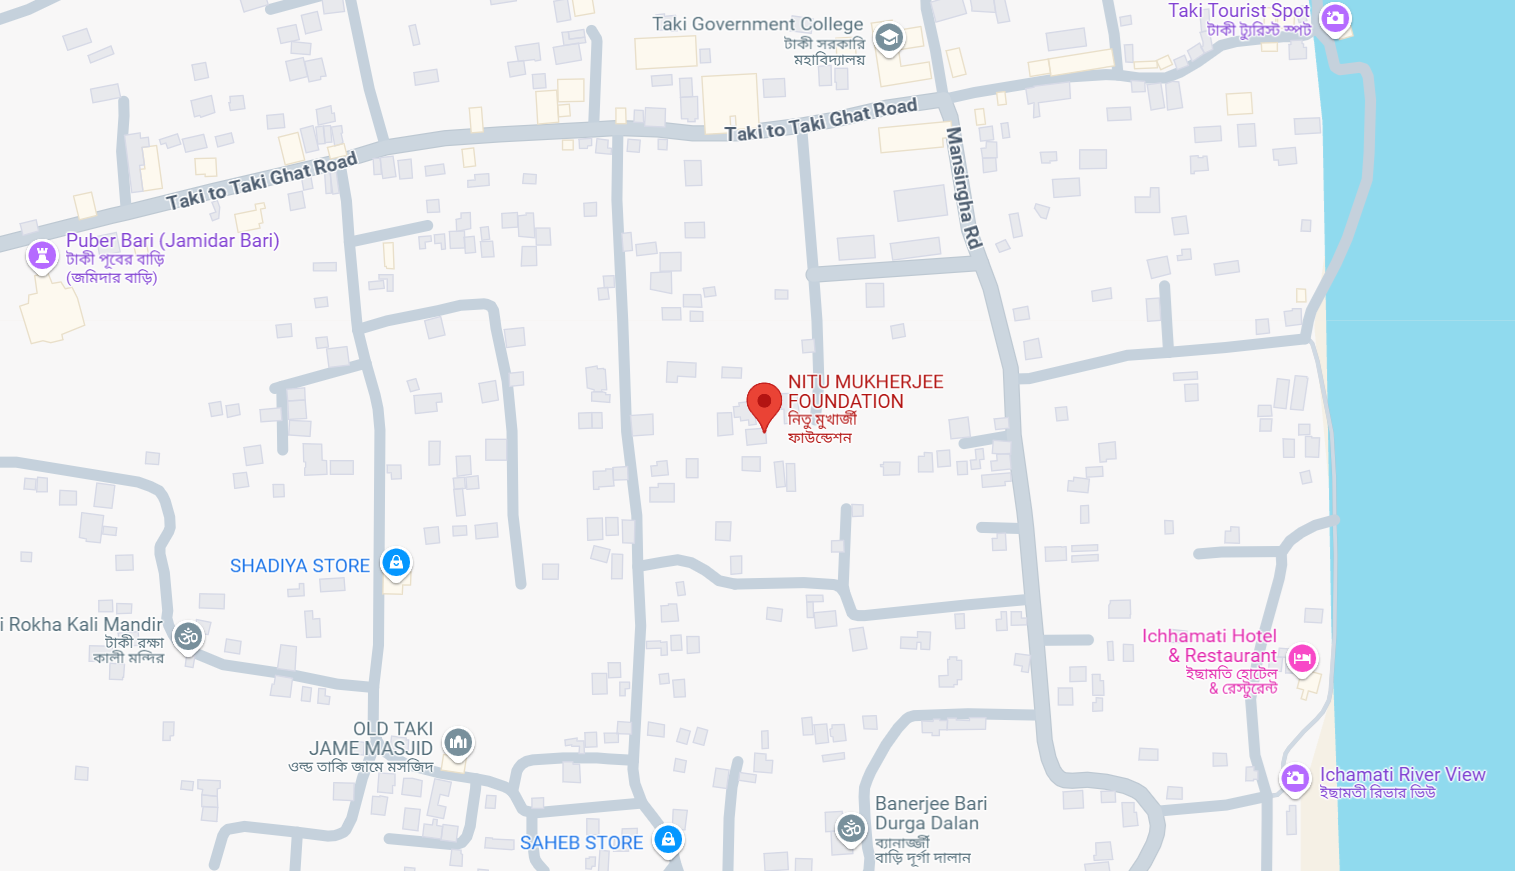 Taki Tourist Spot
টাকী ট্যুরিস্ট স্পট
Taki Government College
টাকী সরকারি
মহাবিদ্যালয়
Taki to Taki Ghat Road
Taki to Taki Ghat Road
Mansingha Rd
Puber Bari (Jamidar Bari)
টাকী পূবের বাড়ি
(জমিদার বাড়ি)
NITU MUKHERJEE
FOUNDATION
নিতু মুখার্জী
ফাউন্ডেশন
SHADIYA STORE
i Rokha Kali Mandir
টাকী রক্ষা
কালী মন্দির
Ichhamati Hotel
& Restaurant
ইছামতি হোটেল
& রেস্টুরেন্ট
OLD TAKI
JAME MASJID
ওল্ড তাকি জামে মসজিদ
Ichamati River View
ইছামতী রিভার ভিউ
Banerjee Bari
Durga Dalan
ব্যানার্জ্জী
বাড়ি দূর্গা দালান
SAHEB STORE